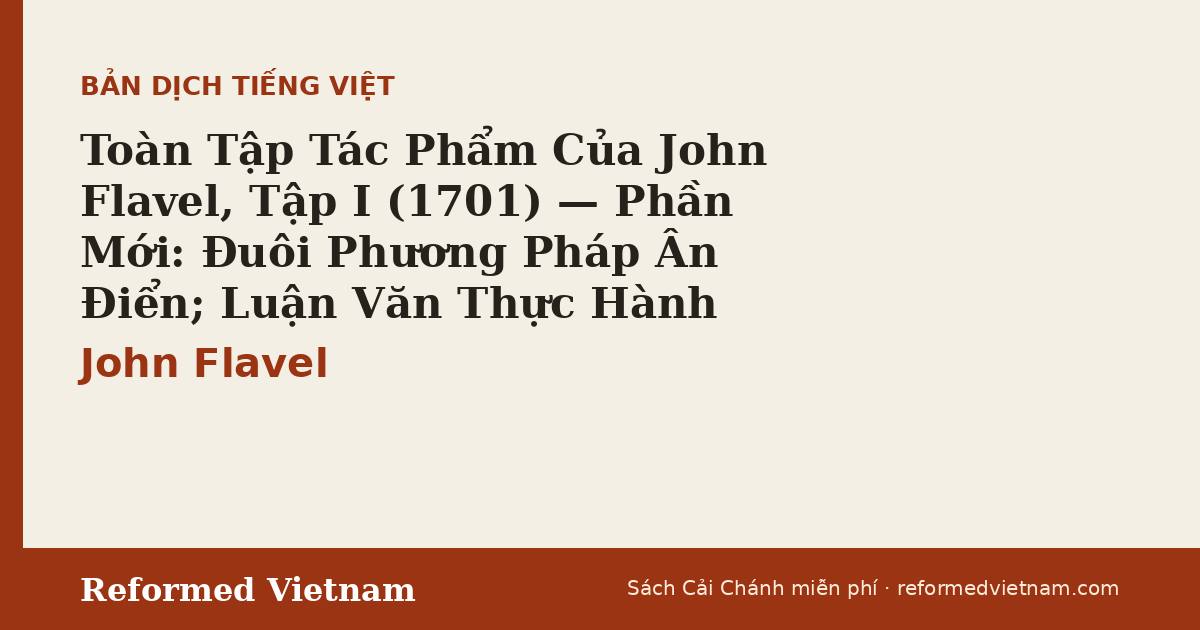 BẢN DỊCH TIẾNG VIỆT
Toàn Tập Tác Phẩm Của John
Flavel, Tập I (1701) — Phần
Mới: Đuôi Phương Pháp Ân
Điển; Luận Văn Thực Hành
John Flavel
Reformed Vietnam
Sách Cải Chánh miễn phí · reformedvietnam.com